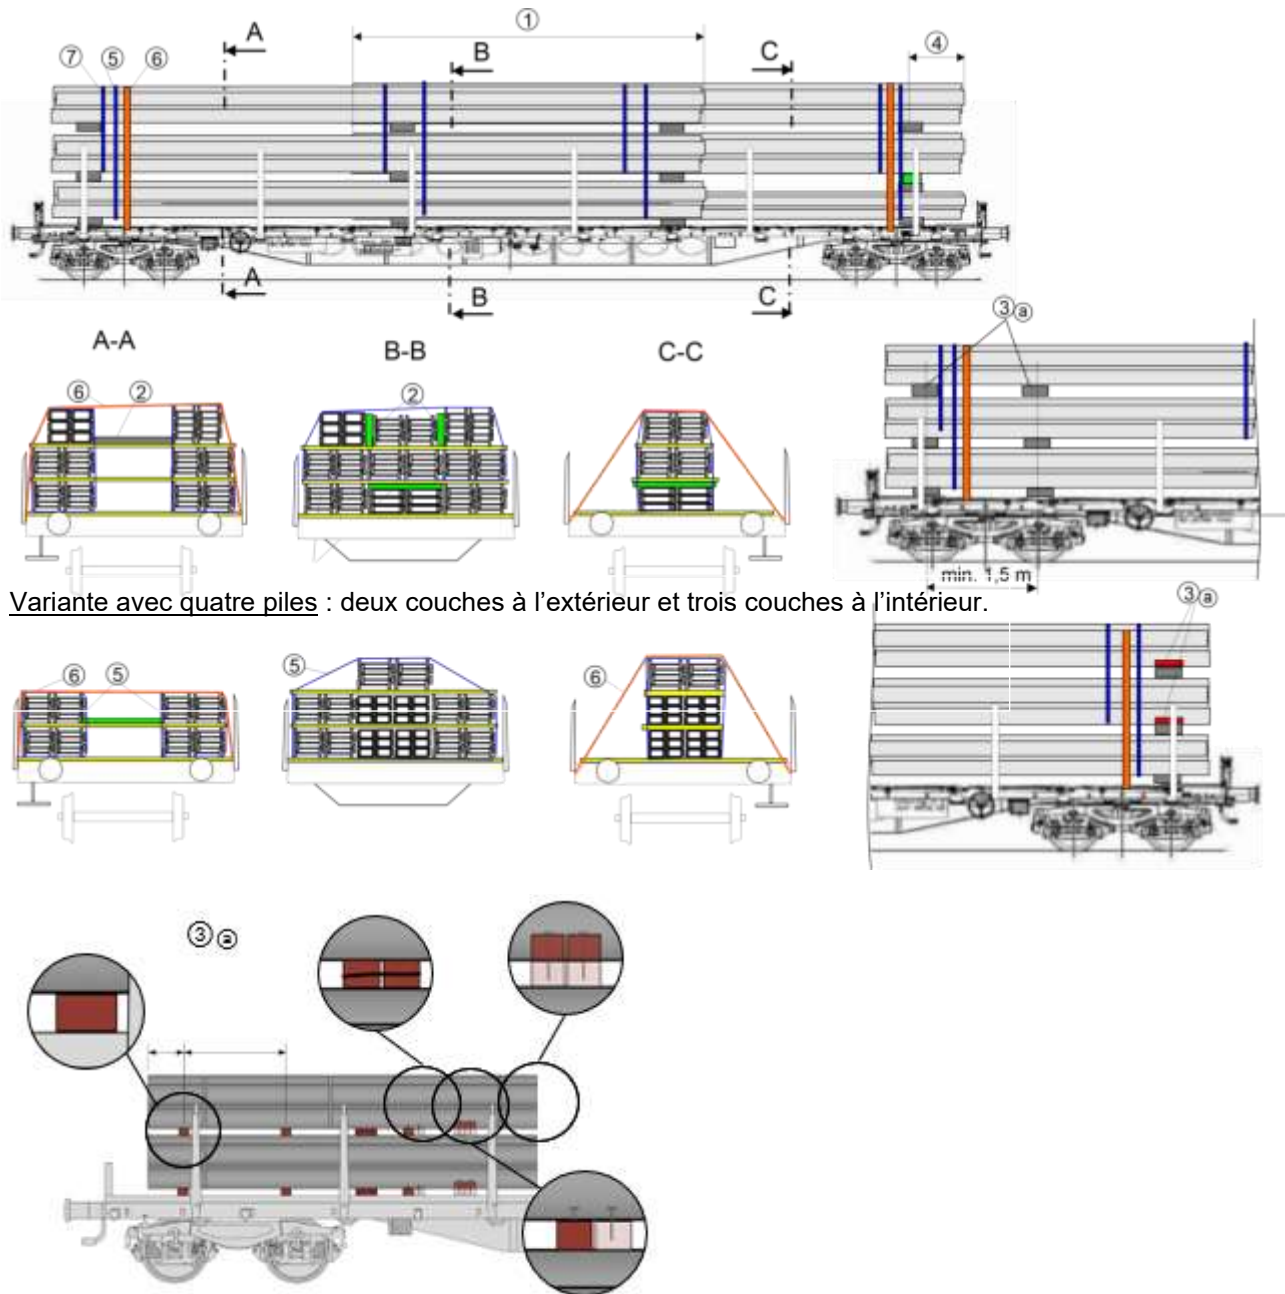 ① 
A B C ④
⑦ ⑤ ⑥
A B C
A-A B-B C-C
③ⓐ
⑥ ② ②
min. 1,5 m
Variante avec quatre piles : deux couches à l’extérieur et trois couches à l’intérieur.
③ⓐ
⑥ ⑤ ⑤ ⑥
③ⓐ